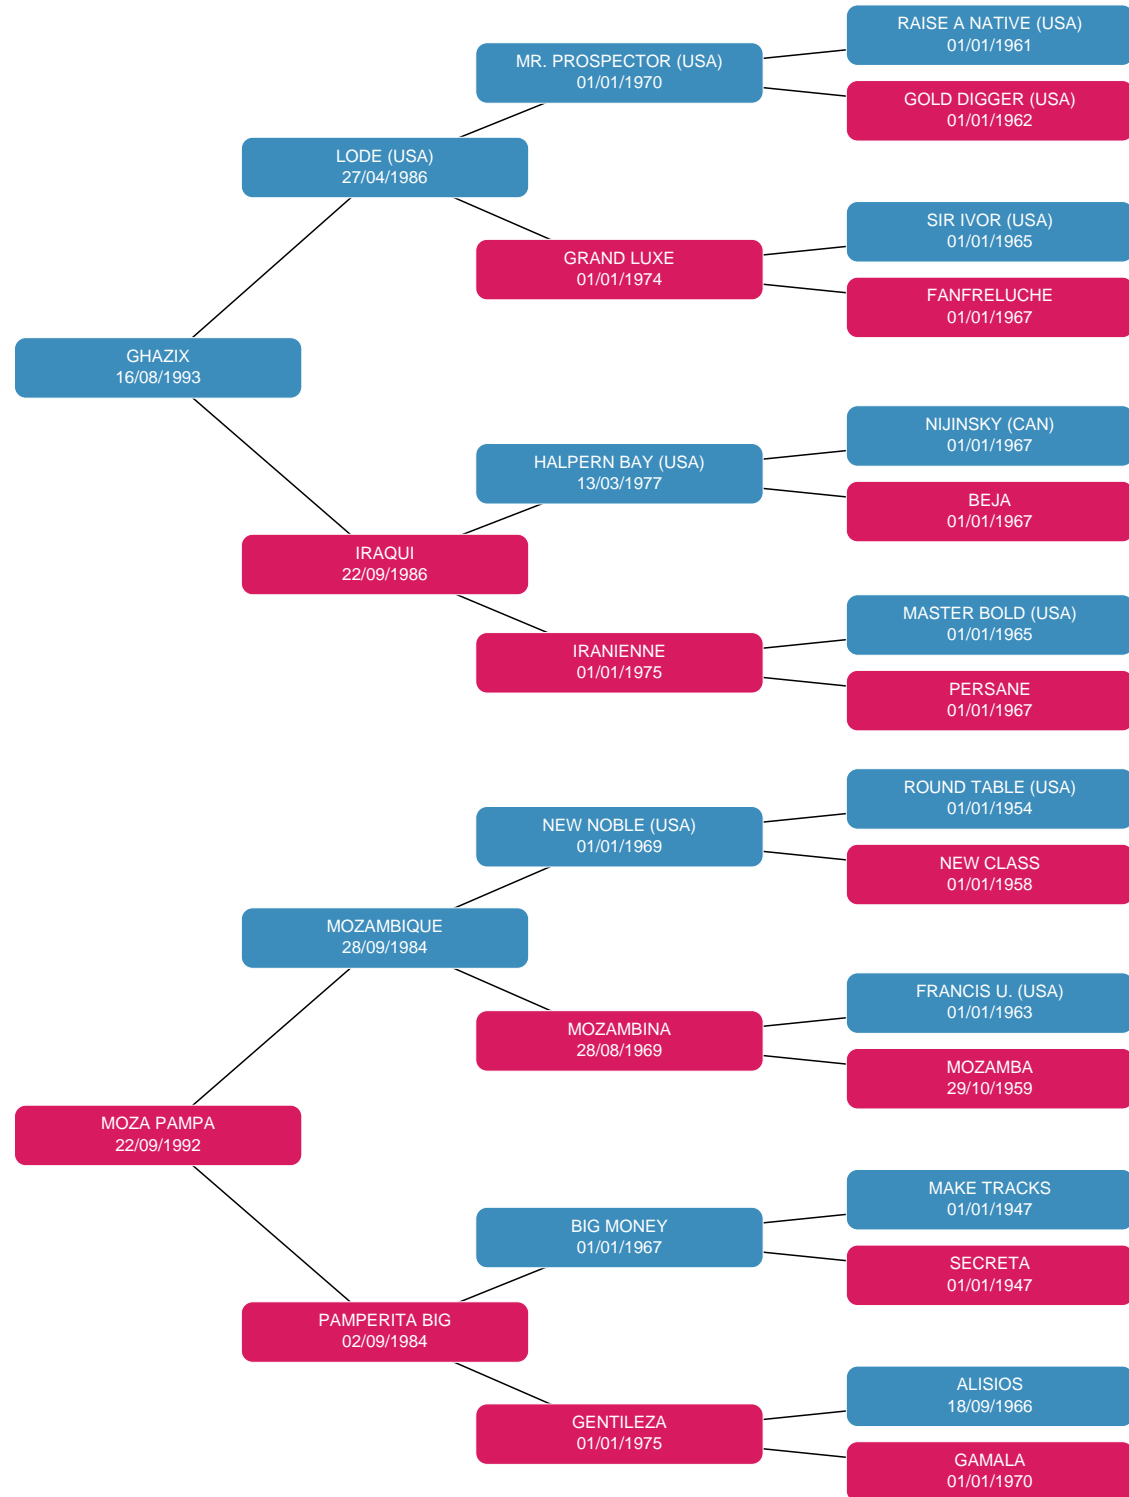 RAISE A NATIVE (USA)
01/01/1961
MR. PROSPECTOR (USA)
01/01/1970
GOLD DIGGER (USA)
01/01/1962
LODE (USA)
27/04/1986
SIR IVOR (USA)
01/01/1965
GRAND LUXE
01/01/1974
FANFRELUCHE
01/01/1967
GHAZIX
16/08/1993
NIJINSKY (CAN)
01/01/1967
HALPERN BAY (USA)
13/03/1977
BEJA
01/01/1967
IRAQUI
22/09/1986
MASTER BOLD (USA)
01/01/1965
IRANIENNE
01/01/1975
PERSANE
01/01/1967
ROUND TABLE (USA)
01/01/1954
NEW NOBLE (USA)
01/01/1969
NEW CLASS
01/01/1958
MOZAMBIQUE
28/09/1984
FRANCIS U. (USA)
01/01/1963
MOZAMBINA
28/08/1969
MOZAMBA
29/10/1959
MOZA PAMPA
22/09/1992
MAKE TRACKS
01/01/1947
BIG MONEY
01/01/1967
SECRETA
01/01/1947
PAMPERITA BIG
02/09/1984
ALISIOS
18/09/1966
GENTILEZA
01/01/1975
GAMALA
01/01/1970